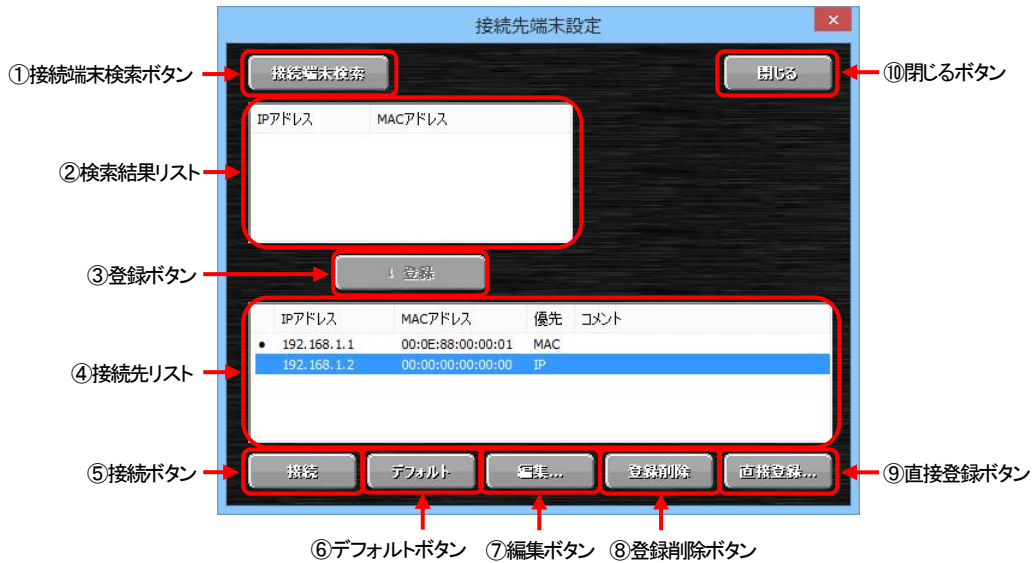 接続先端末設定
①接続端末検索ボタン
接続端末検索
閉じる
⑩閉じるボタン
IPアドレス MACアドレス
②検索結果リスト
③登録ボタン
↓ 登録
IPアドレス MACアドレス 優先 コメント
● 192.168.1.1 00:0E:88:00:00:01 MAC
192.168.1.2 00:00:00:00:00:00 IP
④接続先リスト
⑤接続ボタン
接続
デフォルト
編集...
登録削除
直接登録...
⑨直接登録ボタン
⑥デフォルトボタン
⑦編集ボタン
⑧登録削除ボタン